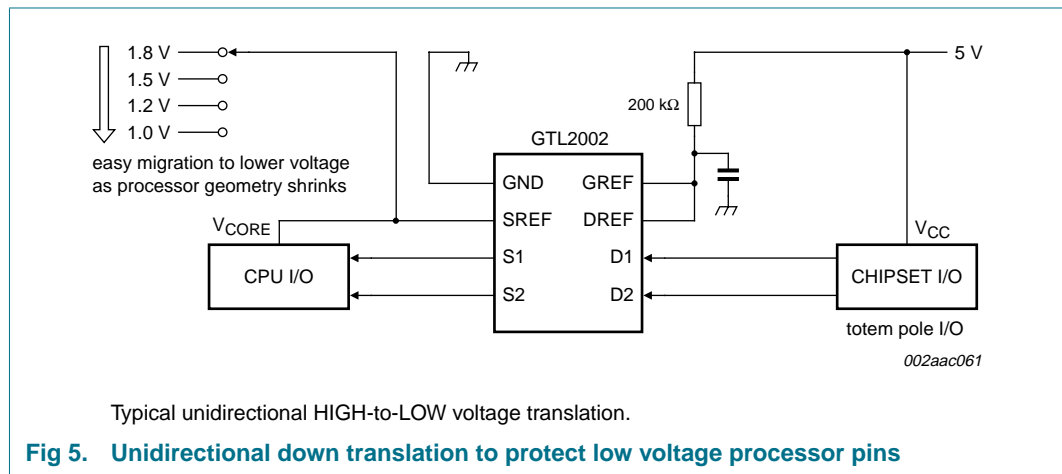 1.8 V
1.5 V
1.2 V
1.0 V
easy migration to lower voltage
as processor geometry shrinks
5 V
200 kΩ
GTL2002
GND
GREF
SREF
DREF
S1
D1
S2
D2
VCORE
CPU I/O
VCC
CHIPSET I/O
totem pole I/O
002aac061
Typical unidirectional HIGH-to-LOW voltage translation.
Fig 5. Unidirectional down translation to protect low voltage processor pins